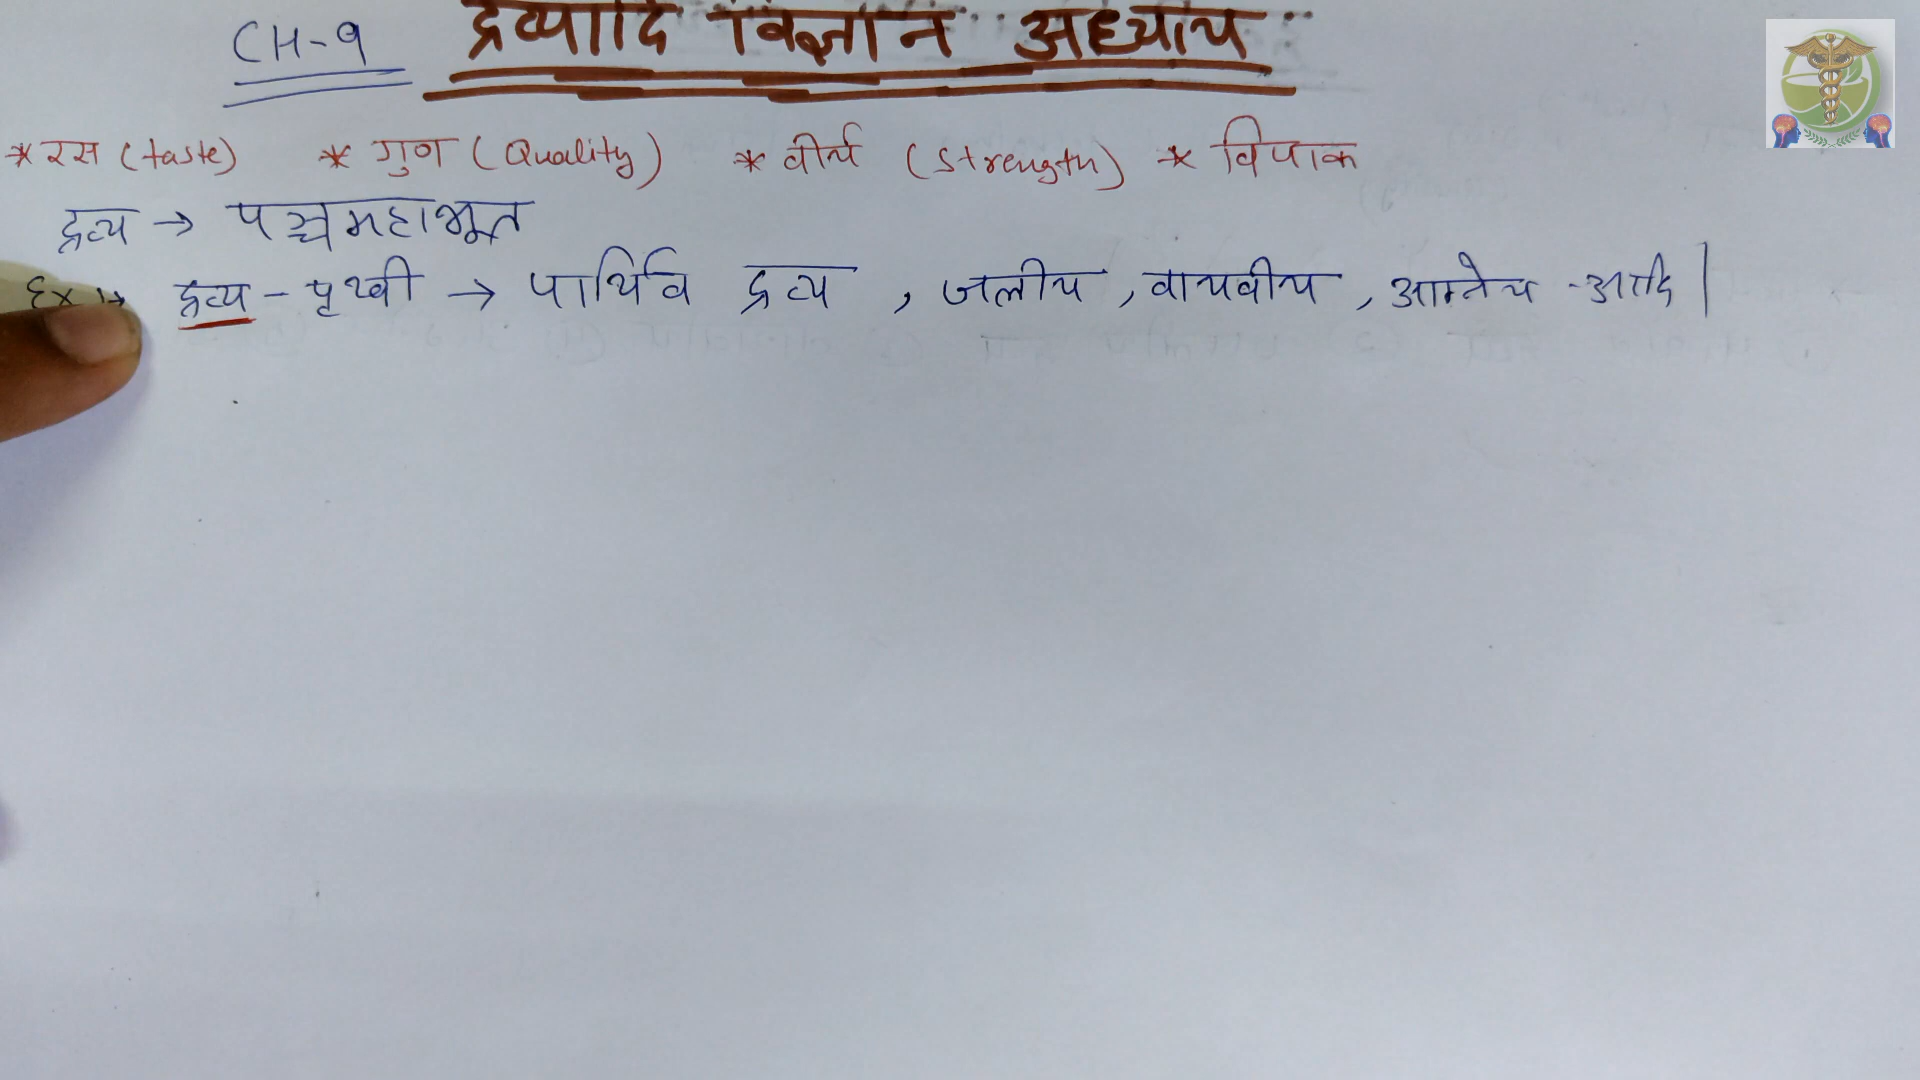 CH-9 द्रव्यादि विज्ञान अध्याय
* रस (taste) * गुण (Quality) * वीर्य (Strength) * विपाक
द्रव्य → पञ्चमहाभूत
Ex :→ द्रव्य - पृथ्वी → पार्थिव द्रव्य , जलीय , वायवीय , आग्नेय - आदि |